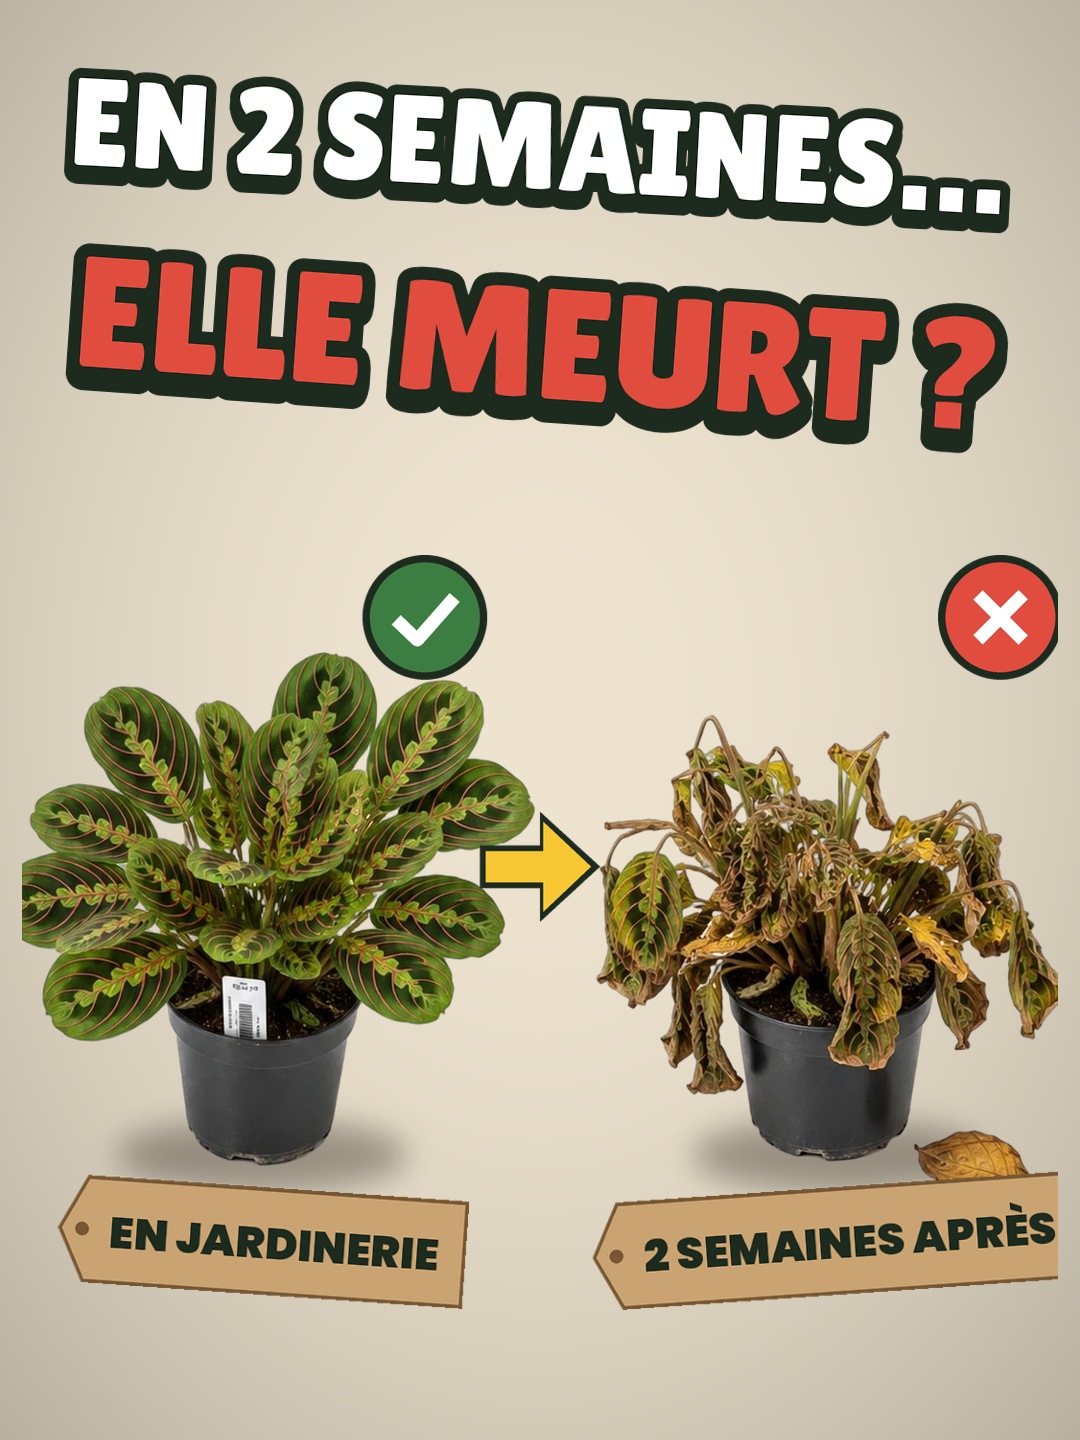 EN 2 SEMAINES...
ELLE MEURT ?
EN JARDINERIE
2 SEMAINES APRÈS